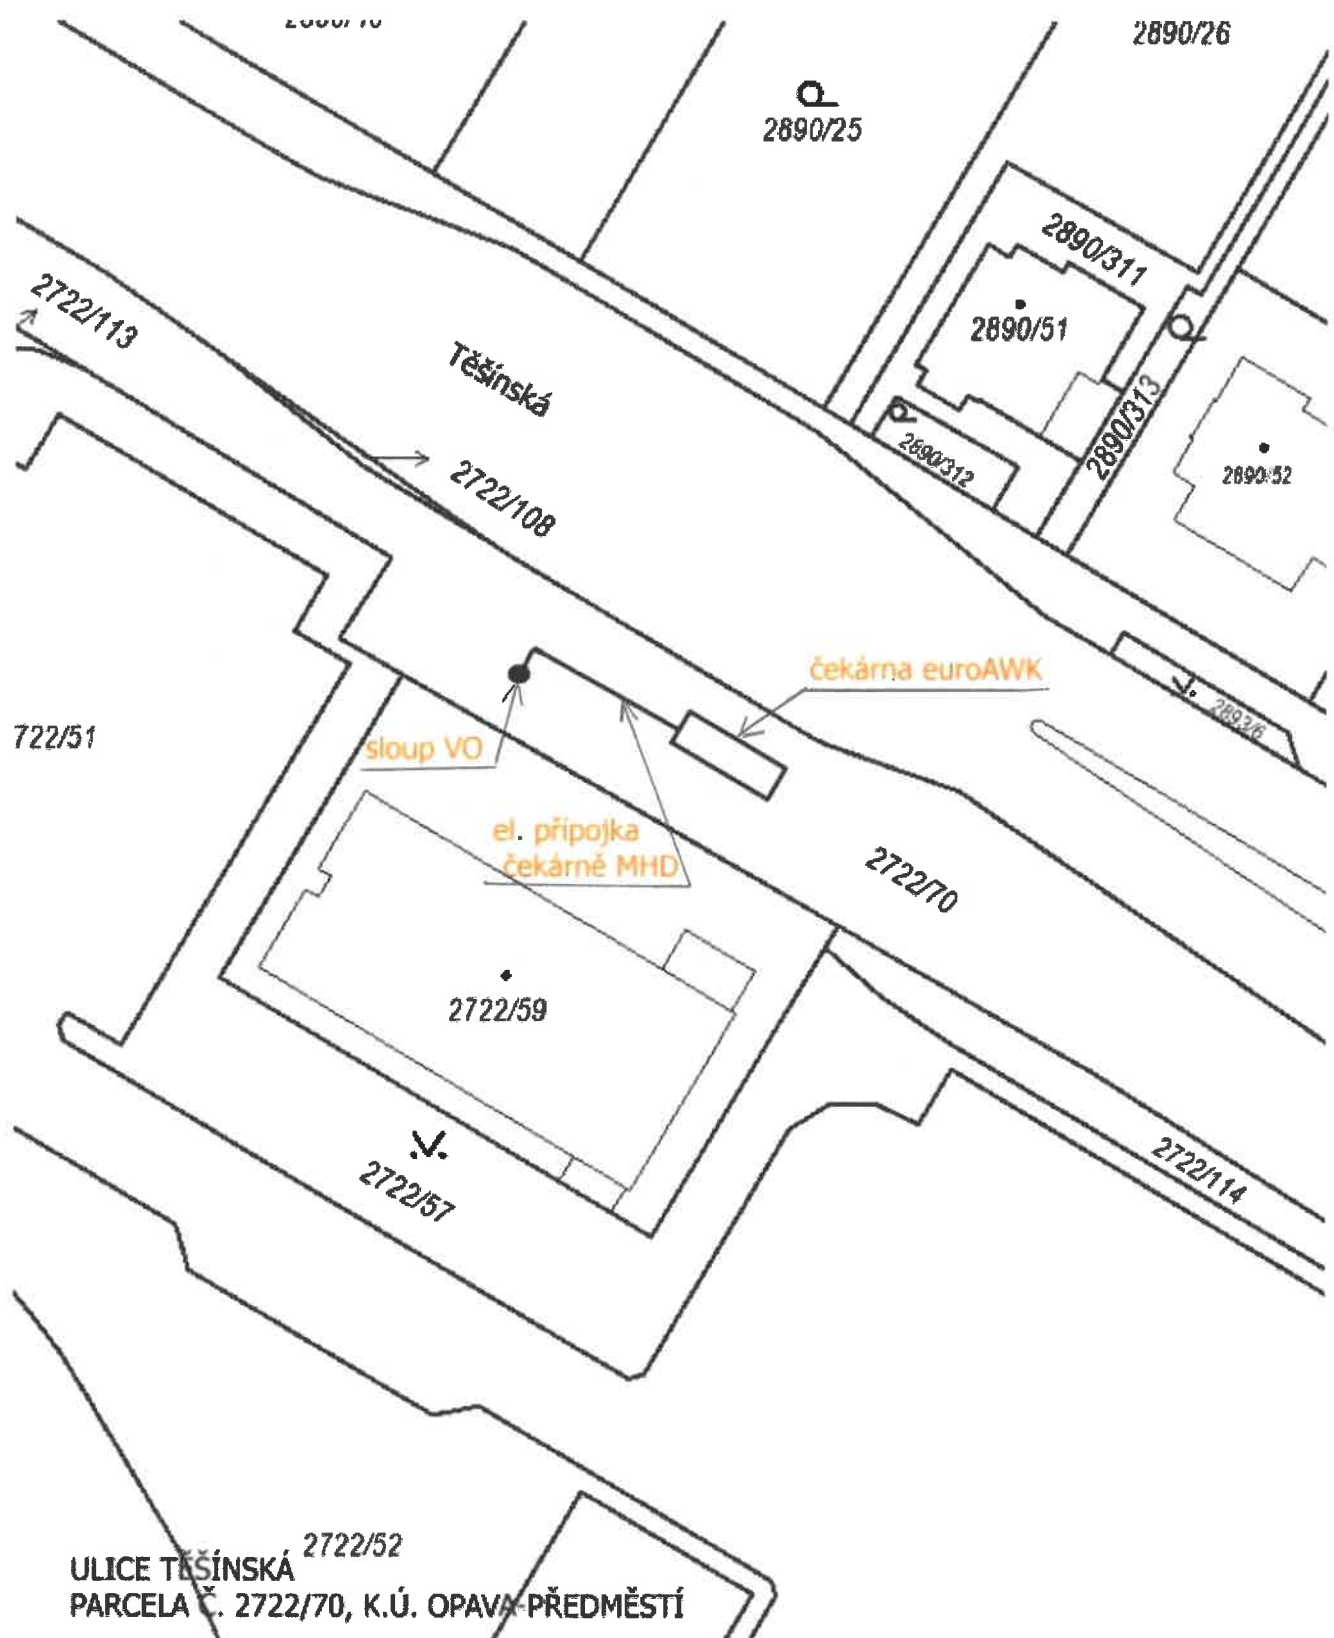 2890/26
2890/25
2890/311
2890/51
2722/113
Těšínská
2890/313
2890/312
2890/52
2722/108
čekárna euroAWK
2893/6
722/51
sloup VO
el. přípojka
čekárně MHD
2722/70
2722/59
2722/114
2722/57
2722/52
ULICE TĚŠÍNSKÁ
PARCELA Č. 2722/70, K.Ú. OPAVA-PŘEDMĚSTÍ